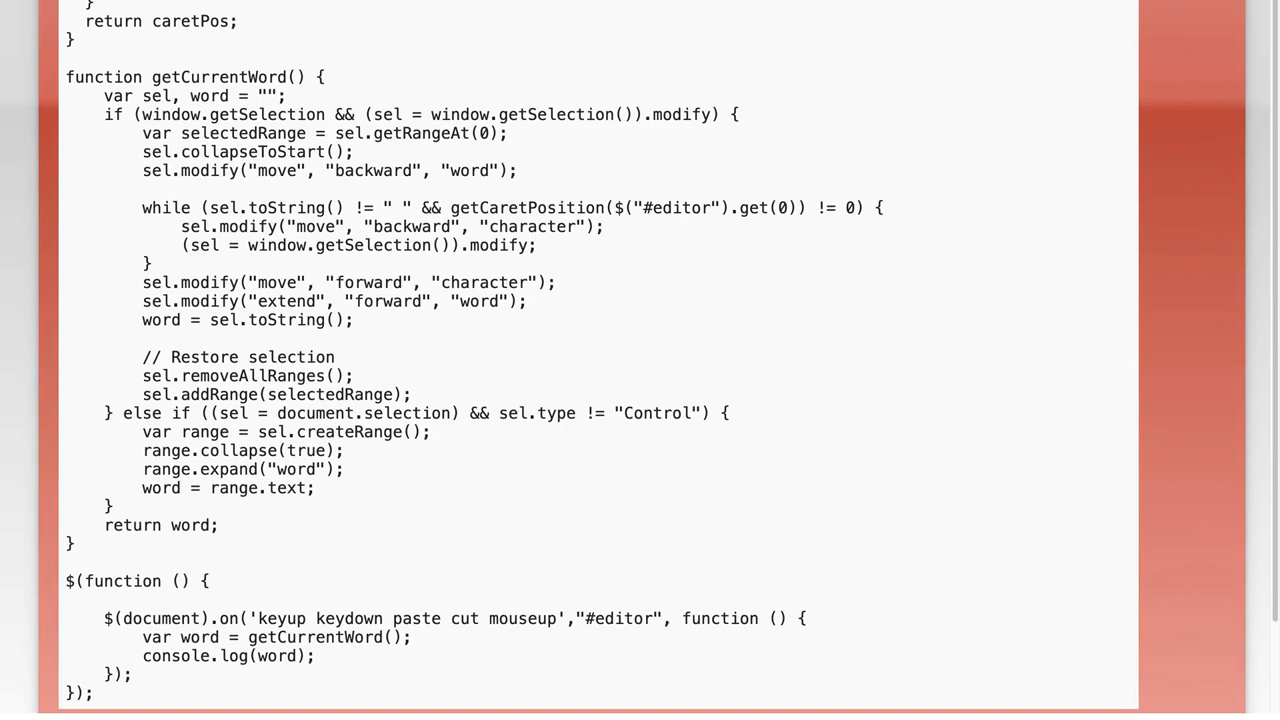 }
return caretPos;
}
function getCurrentWord() {
var sel, word = "";
if (window.getSelection && (sel = window.getSelection()).modify) {
var selectedRange = sel.getRangeAt(0);
sel.collapseToStart();
sel.modify("move", "backward", "word");
while (sel.toString() != " " && getCaretPosition($("#editor").get(0)) != 0) {
sel.modify("move", "backward", "character");
(sel = window.getSelection()).modify;
}
sel.modify("move", "forward", "character");
sel.modify("extend", "forward", "word");
word = sel.toString();
// Restore selection
sel.removeAllRanges();
sel.addRange(selectedRange);
} else if ((sel = document.selection) && sel.type != "Control") {
var range = sel.createRange();
range.collapse(true);
range.expand("word");
word = range.text;
}
return word;
}
$(function () {
$(document).on('keyup keydown paste cut mouseup',"#editor", function () {
var word = getCurrentWord();
console.log(word);
});
});